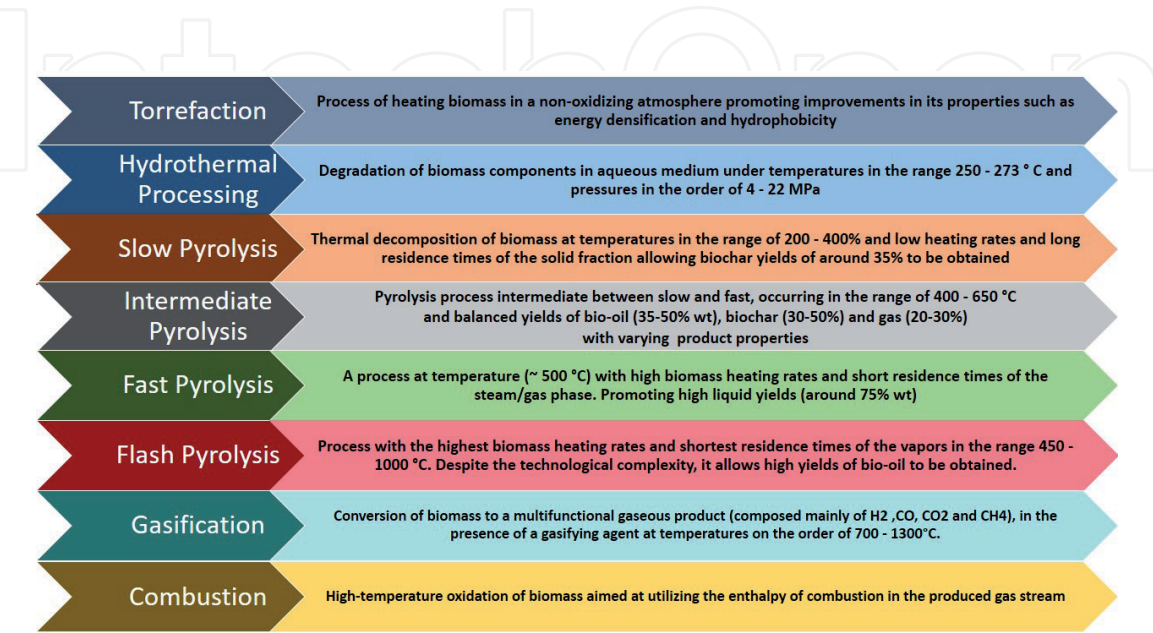 IntechOpen
Torrefaction
Process of heating biomass in a non-oxidizing atmosphere promoting improvements in its properties such as
energy densification and hydrophobicity
Hydrothermal
Processing
Degradation of biomass components in aqueous medium under temperatures in the range 250 - 273 ° C and
pressures in the order of 4 - 22 MPa
Slow Pyrolysis
Thermal decomposition of biomass at temperatures in the range of 200 - 400% and low heating rates and long
residence times of the solid fraction allowing biochar yields of around 35% to be obtained
Intermediate
Pyrolysis
Pyrolysis process intermediate between slow and fast, occurring in the range of 400 - 650 °C
and balanced yields of bio-oil (35-50% wt), biochar (30-50%) and gas (20-30%)
with varying product properties
Fast Pyrolysis
A process at temperature (~ 500 °C) with high biomass heating rates and short residence times of the
steam/gas phase. Promoting high liquid yields (around 75% wt)
Flash Pyrolysis
Process with the highest biomass heating rates and shortest residence times of the vapors in the range 450 -
1000 °C. Despite the technological complexity, it allows high yields of bio-oil to be obtained.
Gasification
Conversion of biomass to a multifunctional gaseous product (composed mainly of H2 ,CO, CO2 and CH4), in the
presence of a gasifying agent at temperatures on the order of 700 - 1300°C.
Combustion
High-temperature oxidation of biomass aimed at utilizing the enthalpy of combustion in the produced gas stream